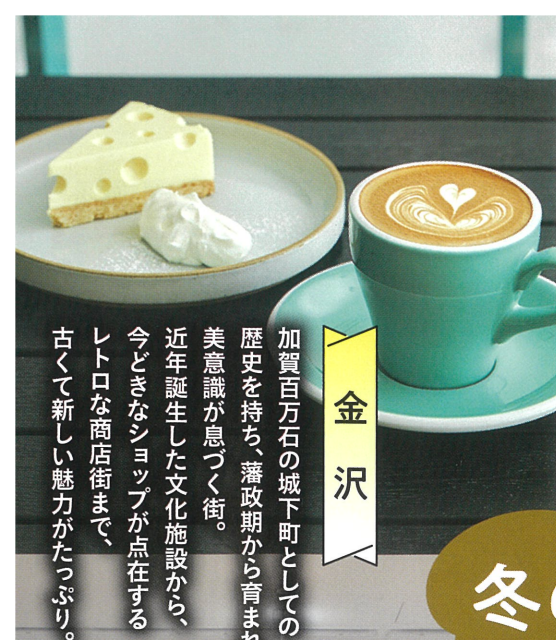 金沢
加賀百万石の城下町としての
歴史を持ち、藩政期から育まれ
美意識が息づく街。
近年誕生した文化施設から、
今どきなショップが点在する
レトロな商店街まで、
古くて新しい魅力がたっぷり。
冬